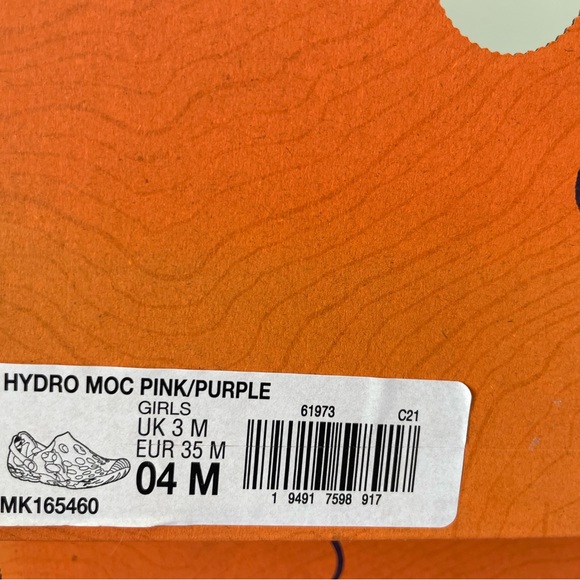 HYDRO MOC PINK/PURPLE
GIRLS
UK 3 M
EUR 35 M
04 M
MK165460
61973 C21
1 9491 7598 917